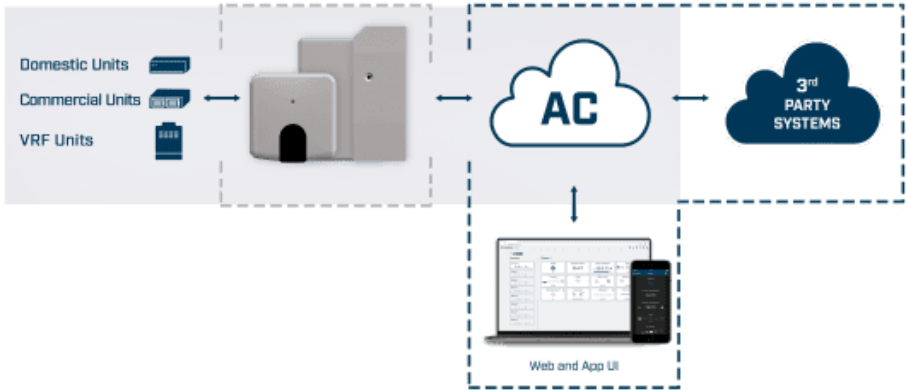 Domestic Units
Commercial Units
VRF Units
AC
3rd
PARTY
SYSTEMS
Web and App UI